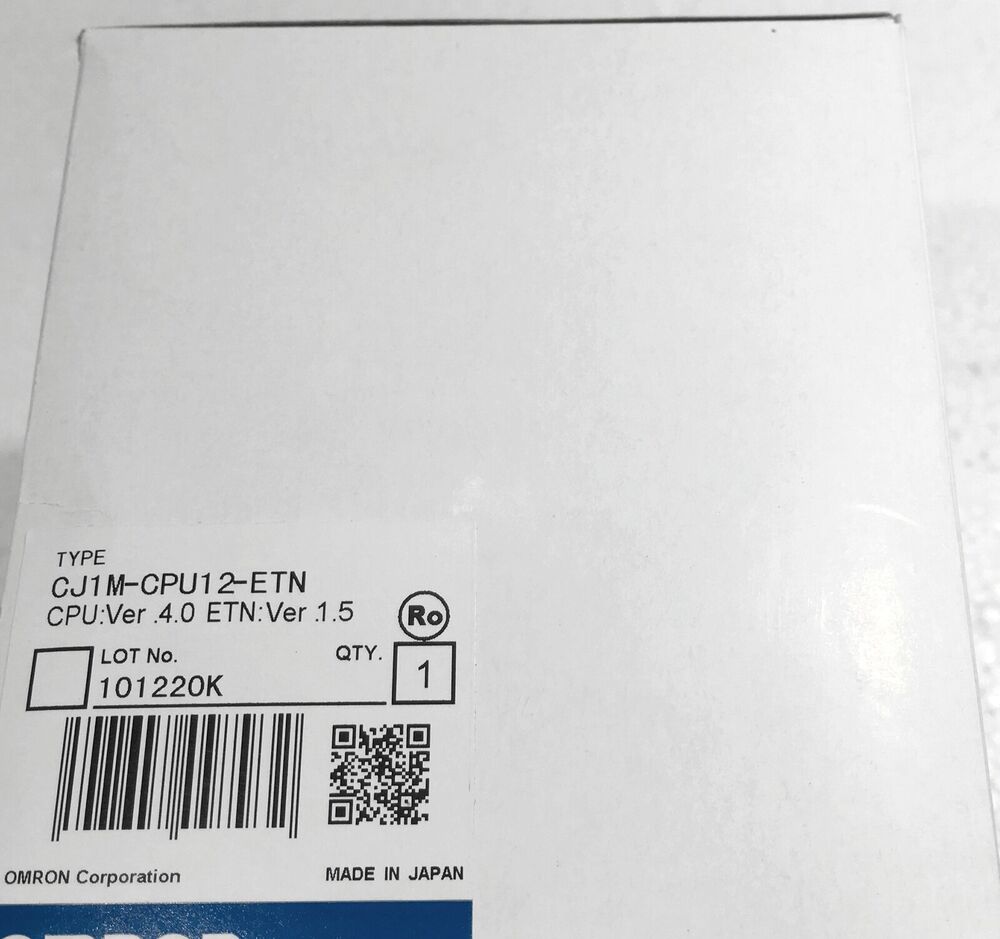 TYPE
CJ1M-CPU12-ETN
CPU:Ver .4.0 ETN:Ver .1.5
Ro
LOT No.
QTY.
101220K
1
OMRON Corporation
MADE IN JAPAN
OMRON